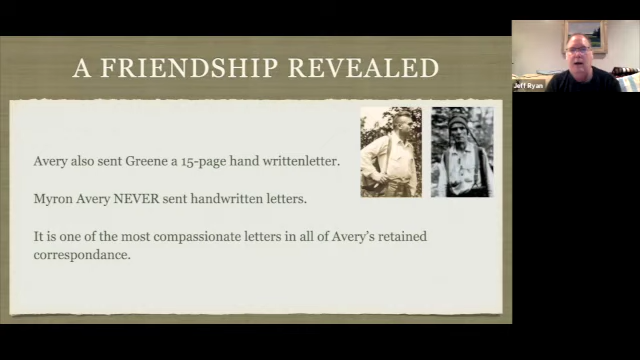 A FRIENDSHIP REVEALED
Avery also sent Greene a 15-page hand writtenletter.
Myron Avery NEVER sent handwritten letters.
It is one of the most compassionate letters in all of Avery's retained
correspondance.
Jeff Ryan